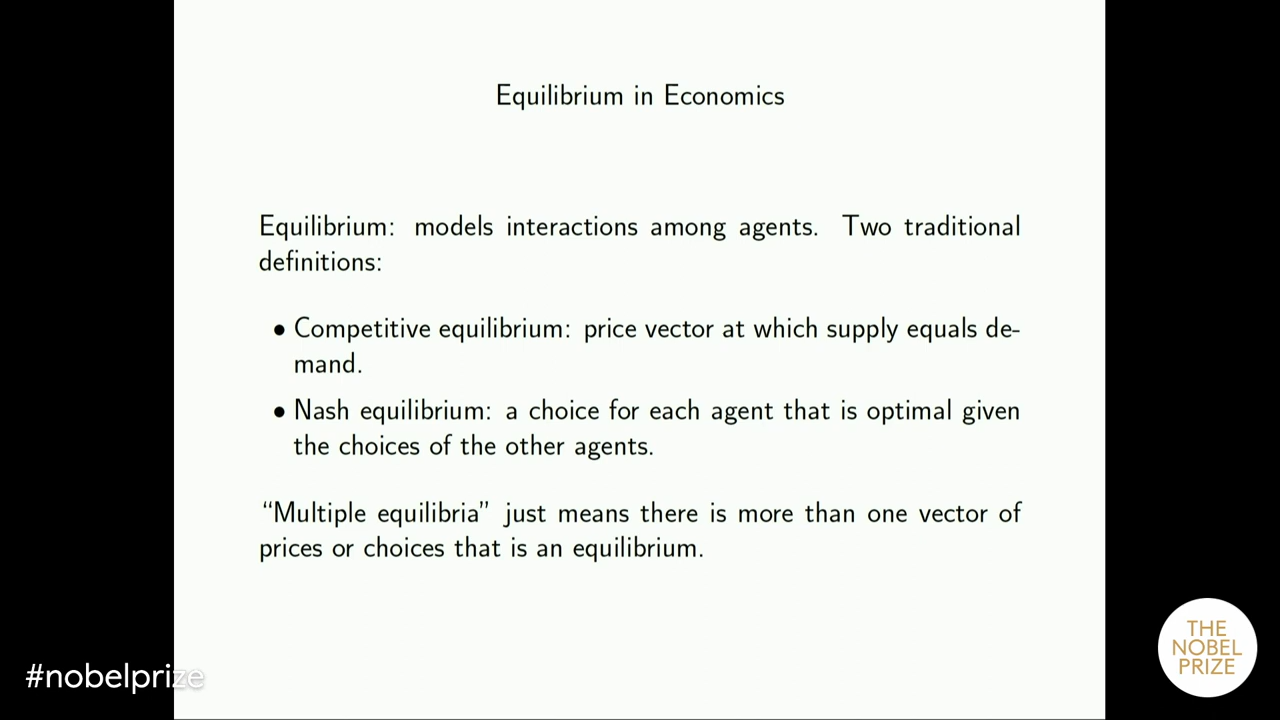 Equilibrium in Economics
Equilibrium: models interactions among agents. Two traditional
definitions:
• Competitive equilibrium: price vector at which supply equals de-
mand.
• Nash equilibrium: a choice for each agent that is optimal given
the choices of the other agents.
“Multiple equilibria” just means there is more than one vector of
prices or choices that is an equilibrium.
#nobelprize
THE
NOBEL
PRIZE